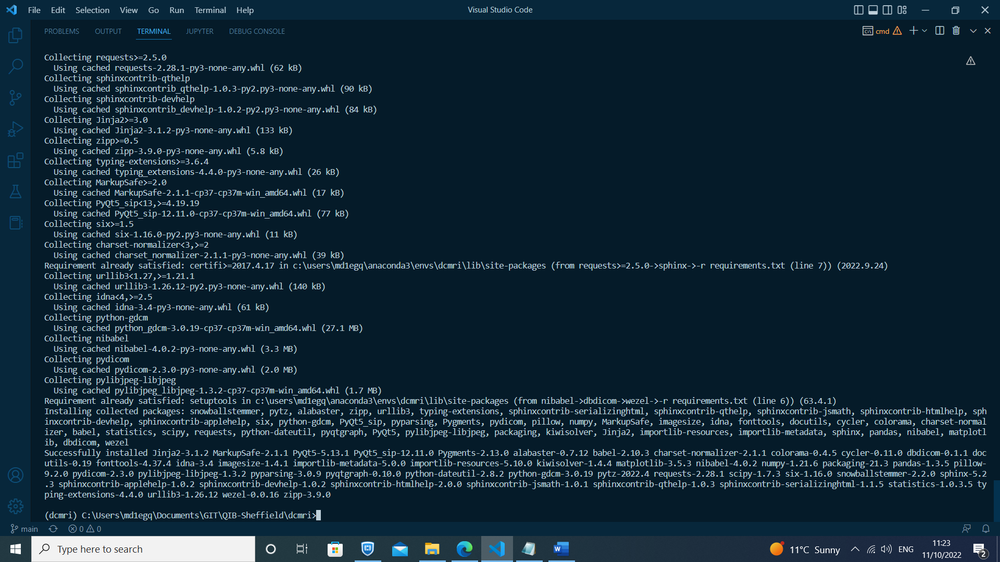 File Edit Selection View Go Run Terminal Help
Visual Studio Code
PROBLEMS OUTPUT TERMINAL JUPYTER DEBUG CONSOLE
cmd
Collecting requests>=2.5.0
  Using cached requests-2.28.1-py3-none-any.whl (62 kB)
Collecting sphinxcontrib-qthelp
  Using cached sphinxcontrib_qthelp-1.0.3-py2.py3-none-any.whl (90 kB)
Collecting sphinxcontrib-devhelp
  Using cached sphinxcontrib_devhelp-1.0.2-py2.py3-none-any.whl (84 kB)
Collecting Jinja2>=3.0
  Using cached Jinja2-3.1.2-py3-none-any.whl (133 kB)
Collecting zipp>=0.5
  Using cached zipp-3.9.0-py3-none-any.whl (5.8 kB)
Collecting typing-extensions>=3.6.4
  Using cached typing_extensions-4.4.0-py3-none-any.whl (26 kB)
Collecting MarkupSafe>=2.0
  Using cached MarkupSafe-2.1.1-cp37-cp37m-win_amd64.whl (17 kB)
Collecting PyQt5_sip<13,>=4.19.19
  Using cached PyQt5_sip-12.11.0-cp37-cp37m-win_amd64.whl (77 kB)
Collecting six>=1.5
  Using cached six-1.16.0-py2.py3-none-any.whl (11 kB)
Collecting charset-normalizer<3,>=2
  Using cached charset_normalizer-2.1.1-py3-none-any.whl (39 kB)
Requirement already satisfied: certifi>=2017.4.17 in c:\users\md1egq\anaconda3\envs\dcmri\lib\site-packages (from requests>=2.5.0->sphinx->-r requirements.txt (line 7)) (2022.9.24)
Collecting urllib3<1.27,>=1.21.1
  Using cached urllib3-1.26.12-py2.py3-none-any.whl (140 kB)
Collecting idna<4,>=2.5
  Using cached idna-3.4-py3-none-any.whl (61 kB)
Collecting python-gdcm
  Using cached python_gdcm-3.0.19-cp37-cp37m-win_amd64.whl (27.1 MB)
Collecting nibabel
  Using cached nibabel-4.0.2-py3-none-any.whl (3.3 MB)
Collecting pydicom
  Using cached pydicom-2.3.0-py3-none-any.whl (2.0 MB)
Collecting pylibjpeg-libjpeg
  Using cached pylibjpeg_libjpeg-1.3.2-cp37-cp37m-win_amd64.whl (1.7 MB)
Requirement already satisfied: setuptools in c:\users\md1egq\anaconda3\envs\dcmri\lib\site-packages (from nibabel->dbdicom->wezel->-r requirements.txt (line 6)) (63.4.1)
Installing collected packages: snowballstemmer, pytz, alabaster, zipp, urllib3, typing-extensions, sphinxcontrib-serializinghtml, sphinxcontrib-qthelp, sphinxcontrib-jsmath, sphinxcontrib-htmlhelp, sph
inxcontrib-devhelp, sphinxcontrib-applehelp, six, python-gdcm, PyQt5_sip, pyparsing, Pygments, pydicom, pillow, numpy, MarkupSafe, imagesize, idna, fonttools, docutils, cycler, colorama, charset-normal
izer, babel, statistics, scipy, requests, python-dateutil, pyqtgraph, PyQt5, pylibjpeg-libjpeg, packaging, kiwisolver, Jinja2, importlib-resources, importlib-metadata, sphinx, pandas, nibabel, matplotl
ib, dbdicom, wezel
Successfully installed Jinja2-3.1.2 MarkupSafe-2.1.1 PyQt5-5.13.1 PyQt5_sip-12.11.0 Pygments-2.13.0 alabaster-0.7.12 babel-2.10.3 charset-normalizer-2.1.1 colorama-0.4.5 cycler-0.11.0 dbdicom-0.1.1 doc
utils-0.19 fonttools-4.37.4 idna-3.4 imagesize-1.4.1 importlib-metadata-5.0.0 importlib-resources-5.10.0 kiwisolver-1.4.4 matplotlib-3.5.3 nibabel-4.0.2 numpy-1.21.6 packaging-21.3 pandas-1.3.5 pillow-
9.2.0 pydicom-2.3.0 pylibjpeg-libjpeg-1.3.2 pyparsing-3.0.9 pyqtgraph-0.10.0 python-dateutil-2.8.2 python-gdcm-3.0.19 pytz-2022.4 requests-2.28.1 scipy-1.7.3 six-1.16.0 snowballstemmer-2.2.0 sphinx-5.2
.3 sphinxcontrib-applehelp-1.0.2 sphinxcontrib-devhelp-1.0.2 sphinxcontrib-htmlhelp-2.0.0 sphinxcontrib-jsmath-1.0.1 sphinxcontrib-qthelp-1.0.3 sphinxcontrib-serializinghtml-1.1.5 statistics-1.0.3.5 ty
ping-extensions-4.4.0 urllib3-1.26.12 wezel-0.0.16 zipp-3.9.0
(dcmri) C:\Users\md1egq\Documents\GIT\QIB-Sheffield\dcmri>
main 0 0
Type here to search
11°C Sunny
ENG
11:23
11/10/2022
2